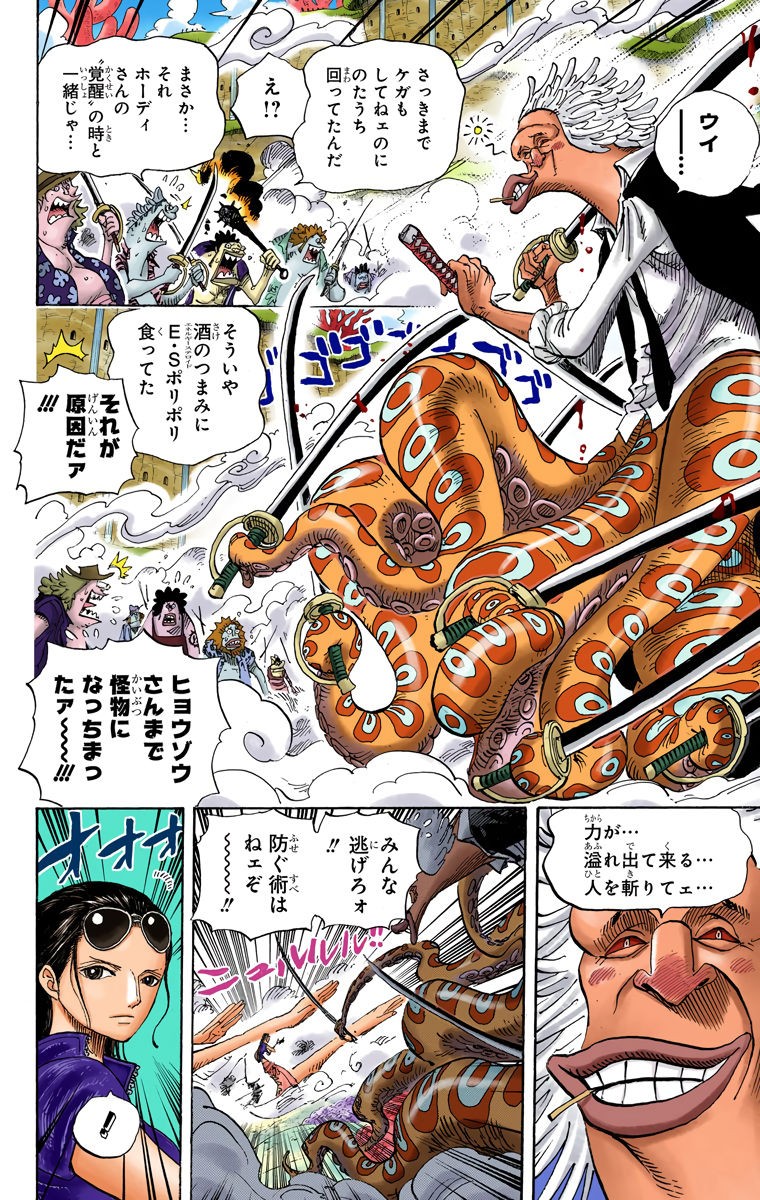 ウイ
――…
さっきまで
ケガも
してねェのに
のたうち
回ってたんだ
え!?
まさか…
それ
ホーディ
さんの
〝覚醒〟の時と
一緒じゃ…
そういや
酒のつまみに
E・Sポリポリ
食ってた
それが
原因だァ
!!!
ゴゴゴゴゴ
ヒョウゾウ
さんまで
怪物に
なっちまっ
たァ～～～!!!
力が…
溢れ出て来る…
人を斬りてェ…
みんな
逃げろォ
!!
防ぐ術は
ねェぞ
～～～!!
ニュルルルル!!
オオオオ
!!